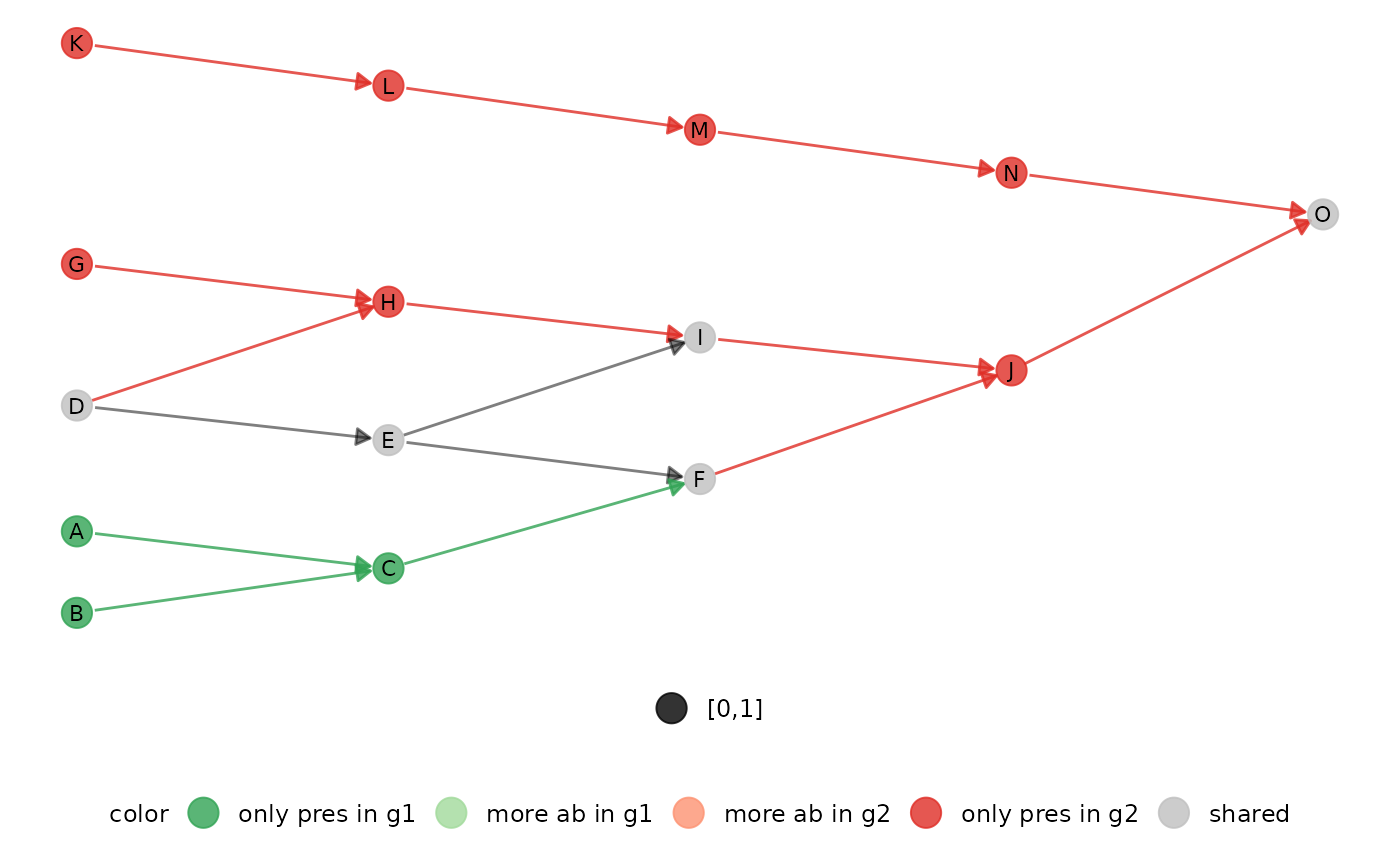 K
L
M
N
O
G
H
I
J
D
E
F
A
C
B
[0,1]
color only pres in g1 more ab in g1 more ab in g2 only pres in g2 shared